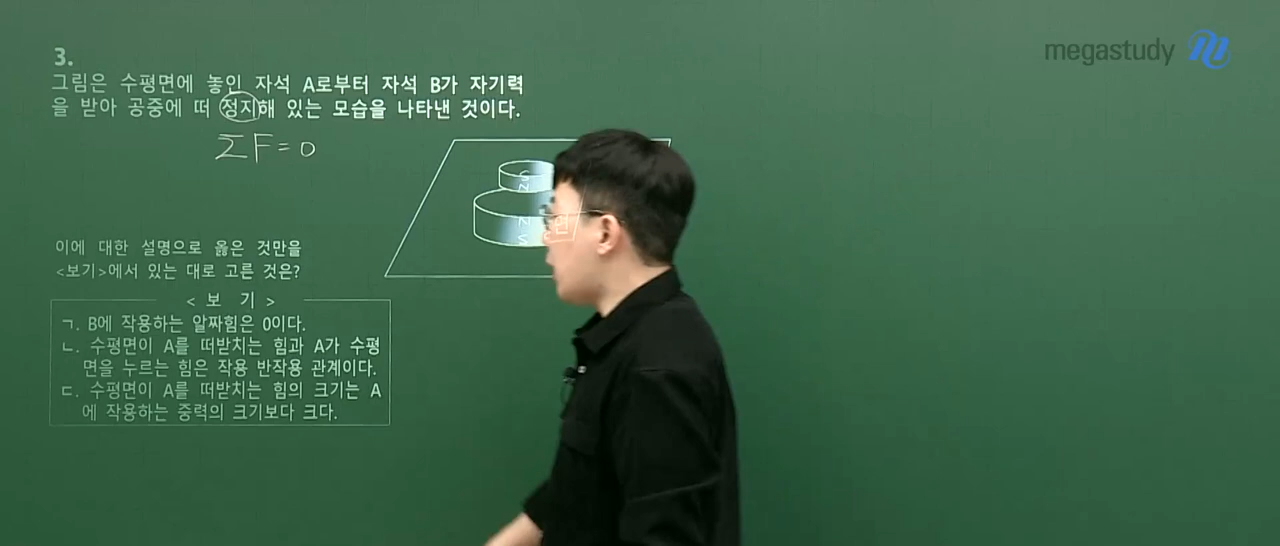 megastudy
3.
그림은 수평면에 놓인 자석 A로부터 자석 B가 자기력
을 받아 공중에 떠 정지해 있는 모습을 나타낸 것이다.
ΣF=0
S
N
N
S
이에 대한 설명으로 옳은 것만을
<보기>에서 있는 대로 고른 것은?
< 보 기 >
ㄱ. B에 작용하는 알짜힘은 0이다.
ㄴ. 수평면이 A를 떠받치는 힘과 A가 수평
면을 누르는 힘은 작용 반작용 관계이다.
ㄷ. 수평면이 A를 떠받치는 힘의 크기는 A
에 작용하는 중력의 크기보다 크다.